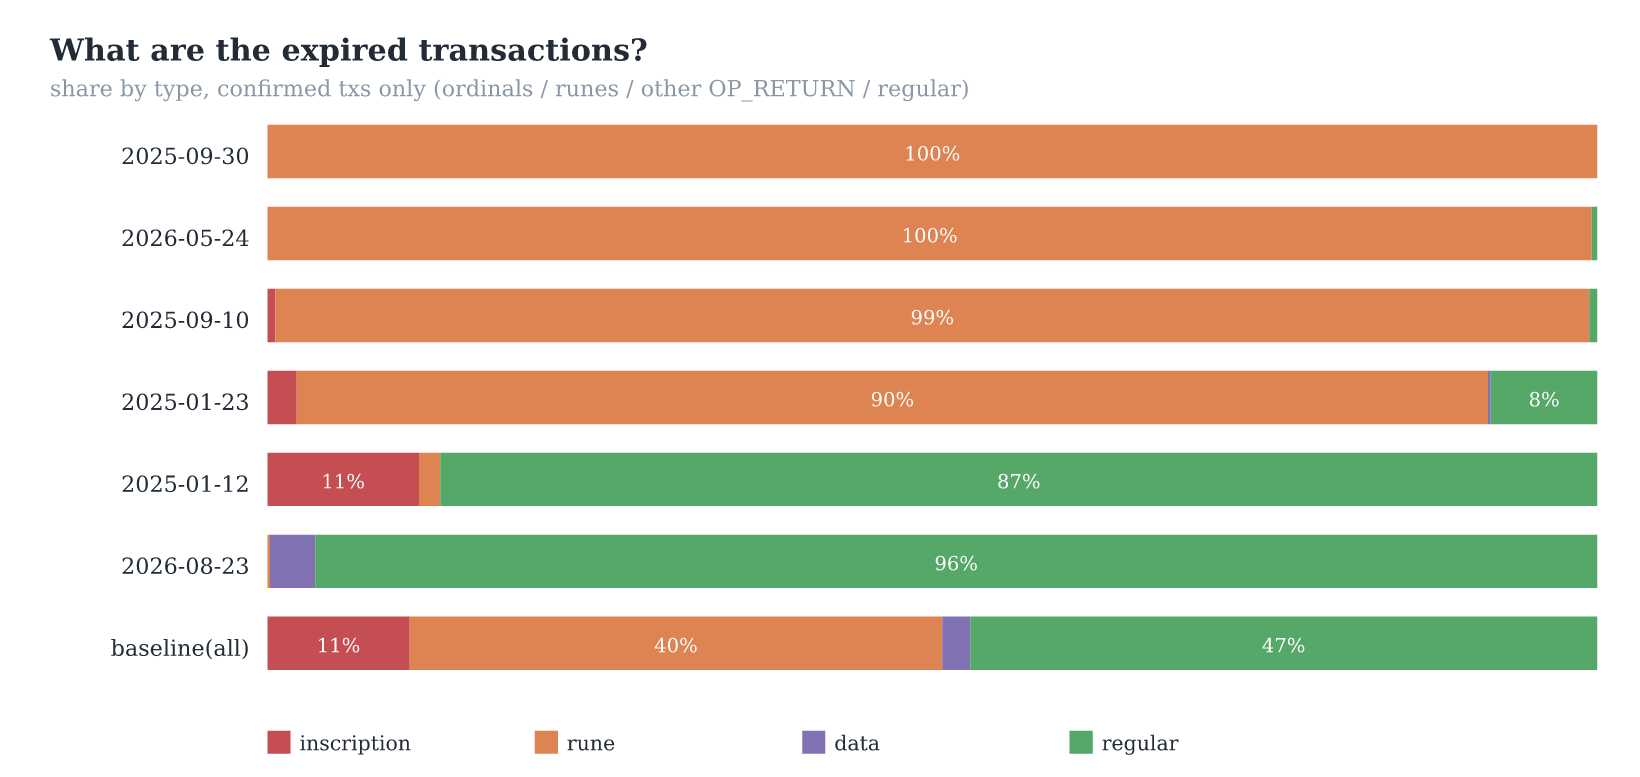 What are the expired transactions?
share by type, confirmed txs only (ordinals / runes / other OP_RETURN / regular)
2025-09-30 100%
2026-05-24 100%
2025-09-10 99%
2025-01-23 90% 8%
2025-01-12 11% 87%
2026-08-23 96%
baseline(all) 11% 40% 47%
inscription rune data regular